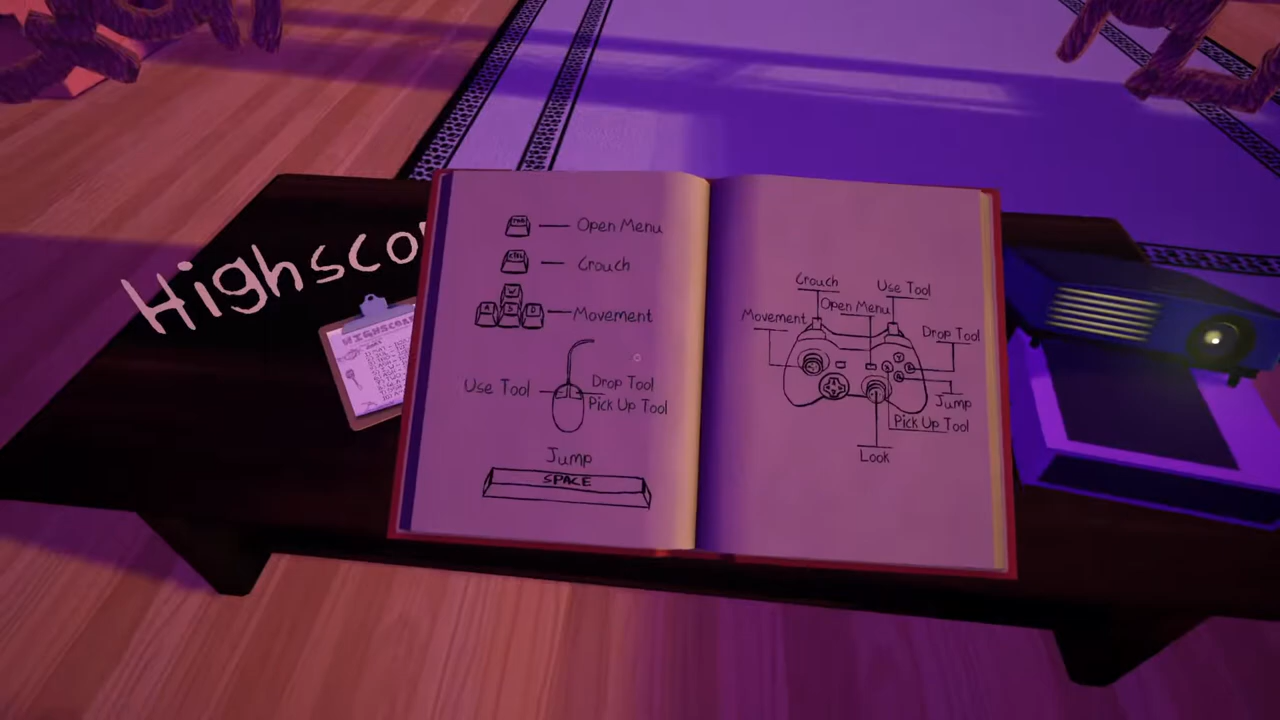 Highsco
HIGHSCOR
Tab
Open Menu
Ctrl
Crouch
W
A S D
Movement
Use Tool
Drop Tool
Pick Up Tool
Jump
SPACE
Crouch
Use Tool
Open Menu
Movement
Drop Tool
Jump
Pick Up Tool
Look